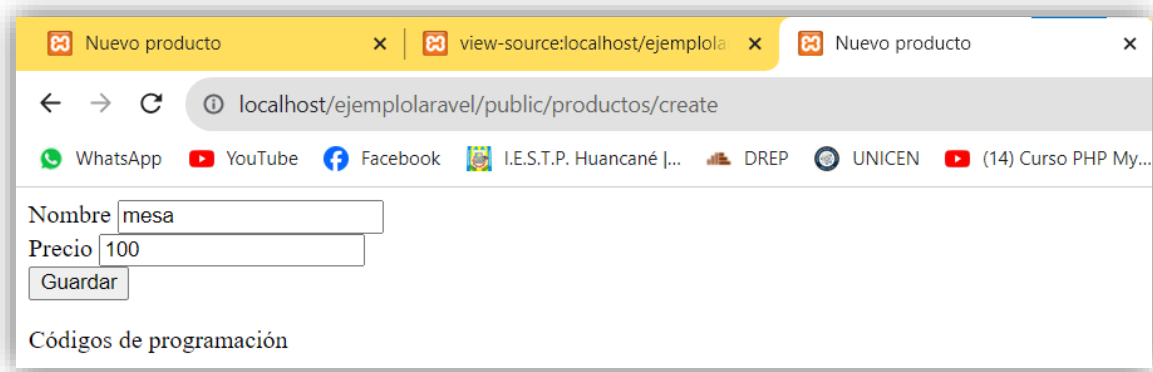 Nuevo producto
view-source:localhost/ejemplola
Nuevo producto
localhost/ejemplolaravel/public/productos/create
WhatsApp YouTube Facebook I.E.S.T.P. Huancané |... DREP UNICEN (14) Curso PHP My...
Nombre mesa
Precio 100
Guardar
Códigos de programación